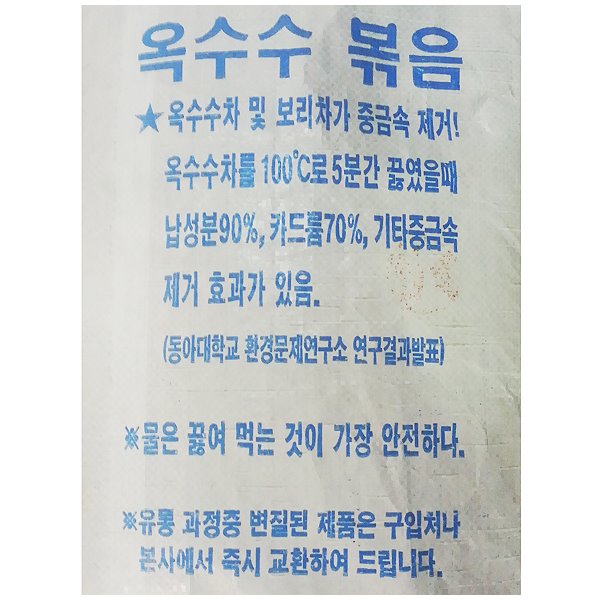 옥수수 볶음
★옥수수차 및 보리차가 중금속 제거!
옥수수차를 100℃로 5분간 끓였을때
납성분90%, 카드륨70%, 기타중금속
제거 효과가 있음.
(동아대학교 환경문제연구소 연구결과발표)
※물은 끓여 먹는 것이 가장 안전하다.
※유통 과정중 변질된 제품은 구입처나
본사에서 즉시 교환하여 드립니다.